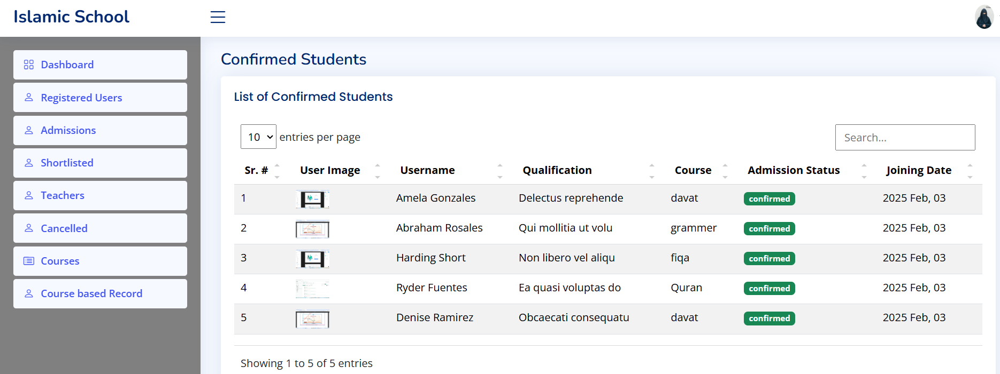 Islamic School
Dashboard
Registered Users
Admissions
Shortlisted
Teachers
Cancelled
Courses
Course based Record
Confirmed Students
List of Confirmed Students
10 entries per page
Search...
Sr. # User Image Username Qualification Course Admission Status Joining Date
1 Amela Gonzales Delectus reprehende davat confirmed 2025 Feb, 03
2 Abraham Rosales Qui mollitia ut volu grammer confirmed 2025 Feb, 03
3 Harding Short Non libero vel aliqu fiqa confirmed 2025 Feb, 03
4 Ryder Fuentes Ea quasi voluptas do Quran confirmed 2025 Feb, 03
5 Denise Ramirez Obcaecati consequatu davat confirmed 2025 Feb, 03
Showing 1 to 5 of 5 entries